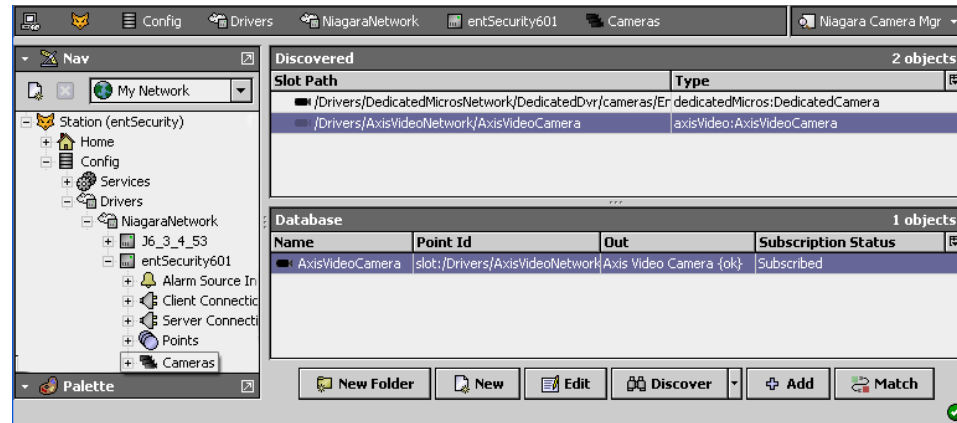 Config Drivers NiagaraNetwork entSecurity601 Cameras Niagara Camera Mgr
Nav
My Network
Station (entSecurity)
Home
Config
Services
Drivers
NiagaraNetwork
J6_3_4_53
entSecurity601
Alarm Source In
Client Connectic
Server Connecti
Points
Cameras
Palette
Discovered 2 objects
Slot Path Type
/Drivers/DedicatedMicrosNetwork/DedicatedDvr/cameras/Er dedicatedMicros:DedicatedCamera
/Drivers/AxisVideoNetwork/AxisVideoCamera axisVideo:AxisVideoCamera
Database 1 objects
Name Point Id Out Subscription Status
AxisVideoCamera slot:/Drivers/AxisVideoNetwork Axis Video Camera {ok} Subscribed
New Folder New Edit Discover Add Match